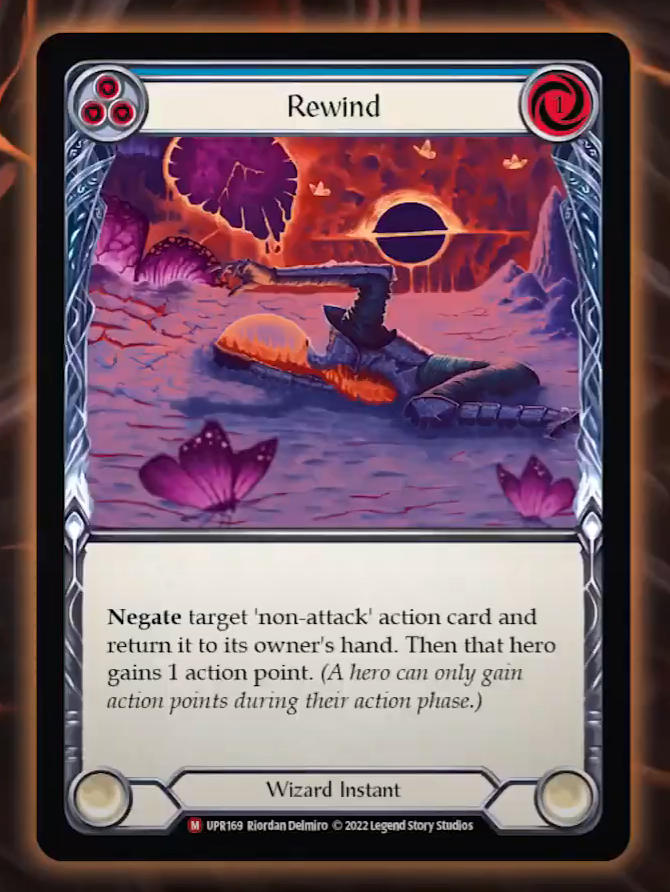 Rewind
1
Negate target 'non-attack' action card and
return it to its owner's hand. Then that hero
gains 1 action point. (A hero can only gain
action points during their action phase.)
Wizard Instant
M UPR169 Riordan Delmiro © 2022 Legend Story Studios